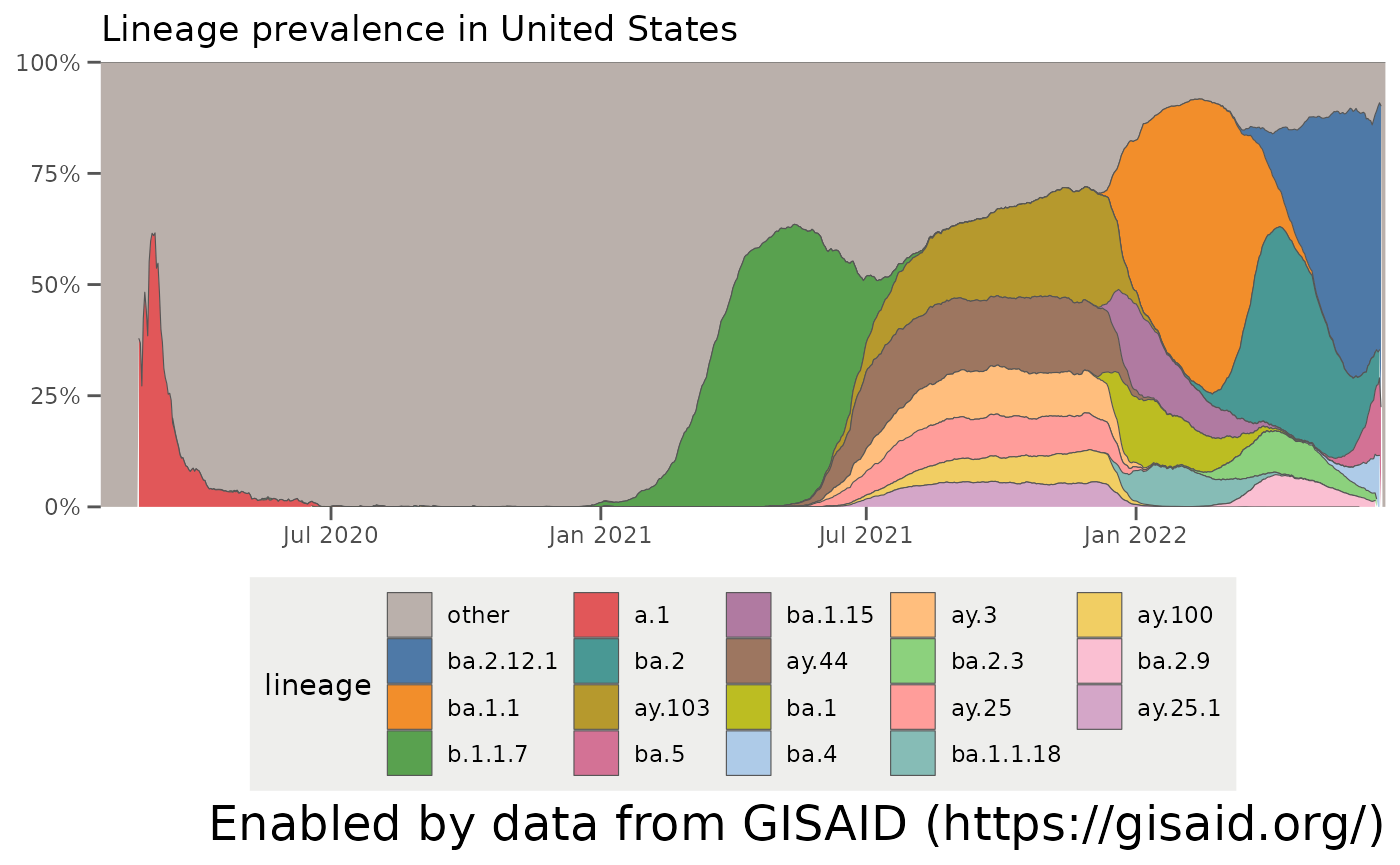 Lineage prevalence in United States
100%
75%
50%
25%
0%
Jul 2020 Jan 2021 Jul 2021 Jan 2022
lineage
other a.1 ba.1.15 ay.3 ay.100
ba.2.12.1 ba.2 ay.44 ba.2.3 ba.2.9
ba.1.1 ay.103 ba.1 ay.25 ay.25.1
b.1.1.7 ba.5 ba.4 ba.1.1.18
Enabled by data from GISAID (https://gisaid.org/)